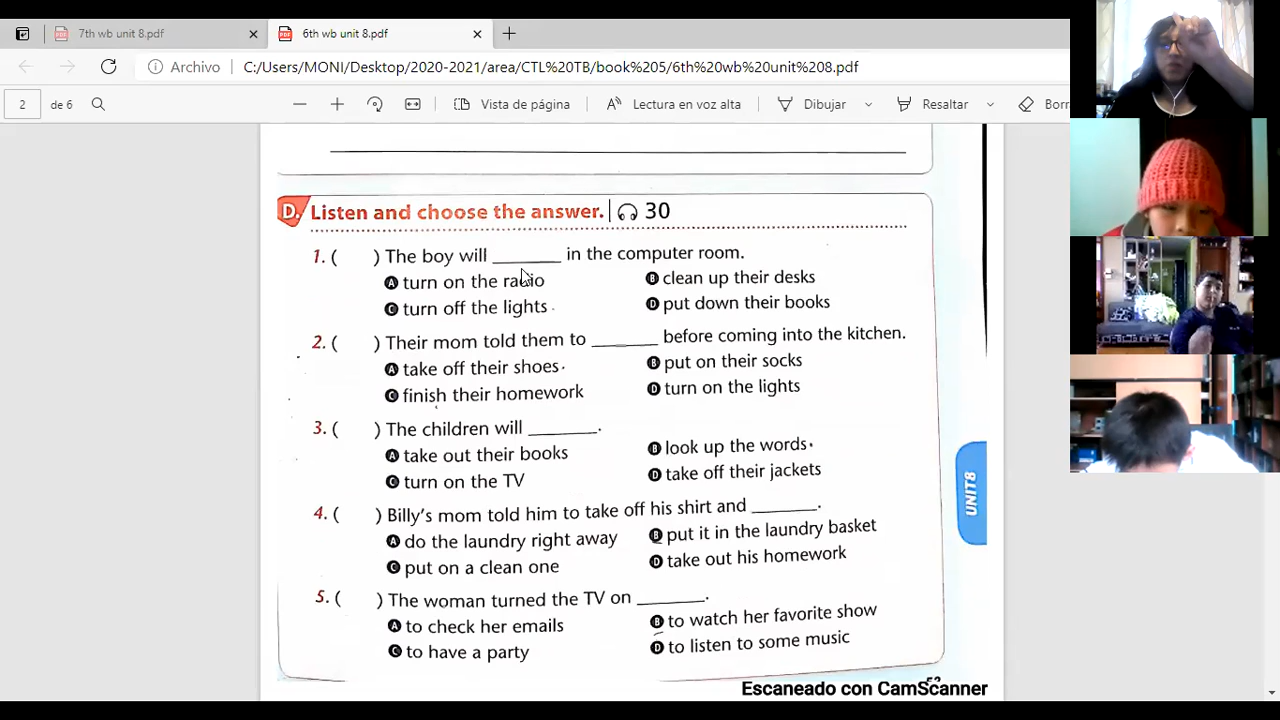 7th wb unit 8.pdf
6th wb unit 8.pdf
Archivo
C:/Users/MONI/Desktop/2020-2021/area/CTL%20TB/book%205/6th%20wb%20unit%208.pdf
2 de 6
Vista de página
Lectura en voz alta
Dibujar
Resaltar
Borr
D. Listen and choose the answer. 30
1. ( ) The boy will ________ in the computer room.
A turn on the radio
B clean up their desks
C turn off the lights
D put down their books
2. ( ) Their mom told them to ________ before coming into the kitchen.
A take off their shoes
B put on their socks
C finish their homework
D turn on the lights
3. ( ) The children will ________.
A take out their books
B look up the words
C turn on the TV
D take off their jackets
4. ( ) Billy's mom told him to take off his shirt and ________.
A do the laundry right away
B put it in the laundry basket
C put on a clean one
D take out his homework
5. ( ) The woman turned the TV on ________.
A to check her emails
B to watch her favorite show
C to have a party
D to listen to some music
UNIT8
Escaneado con CamScanner